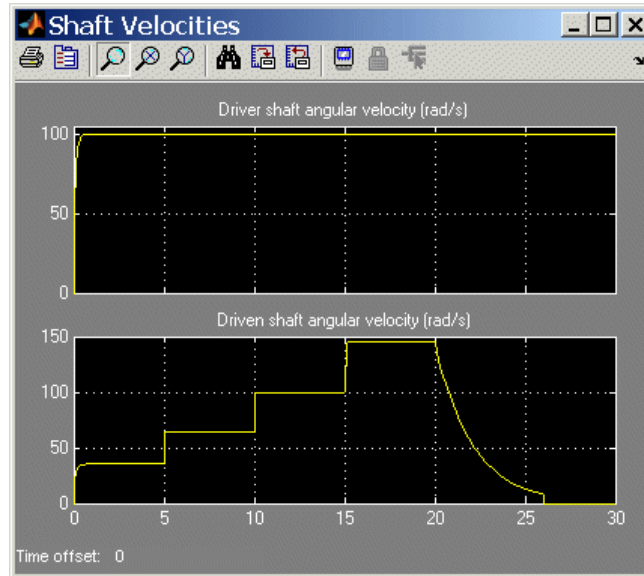 Shaft Velocities
Driver shaft angular velocity (rad/s)
100
50
0
Driven shaft angular velocity (rad/s)
150
100
50
0
0 5 10 15 20 25 30
Time offset: 0